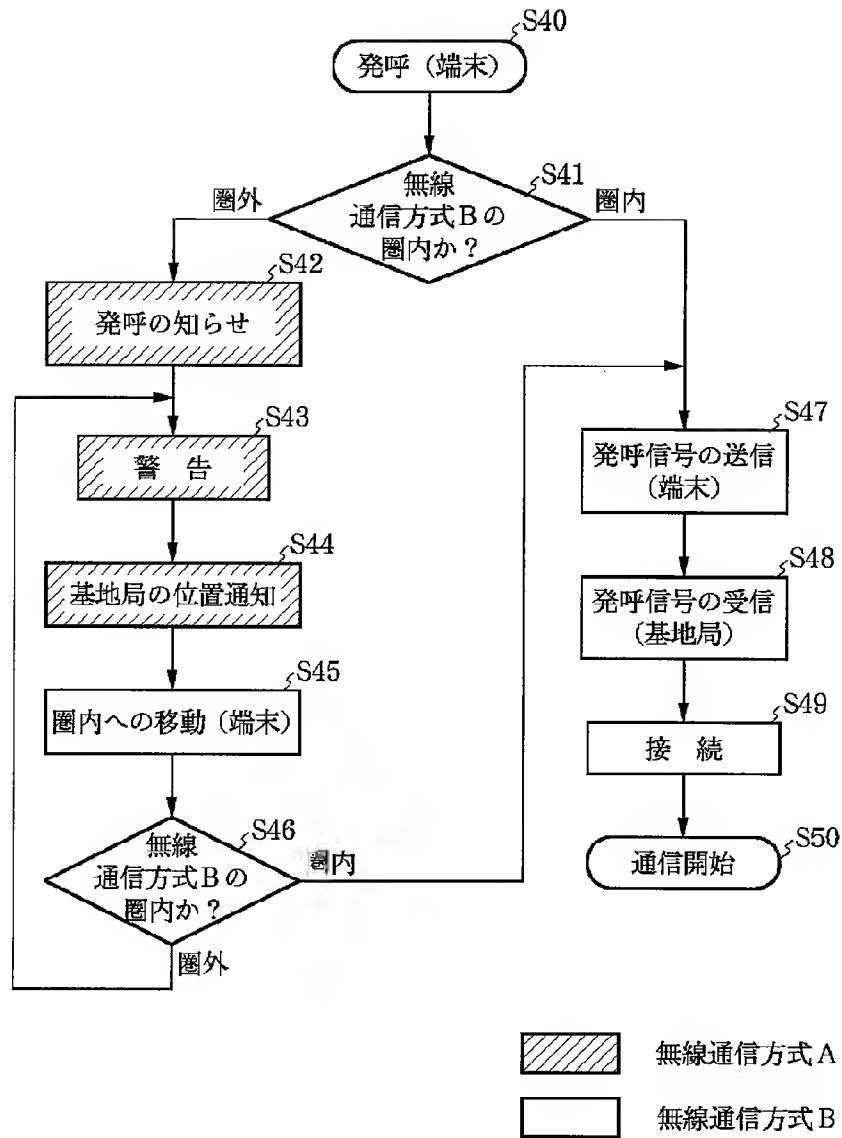 S40
発呼（端末）
S41
無線
通信方式Bの
圏内か？
圏外
圏内
S42
発呼の知らせ
S43
警 告
S44
基地局の位置通知
S45
圏内への移動（端末）
S46
無線
通信方式Bの
圏内か？
圏内
圏外
S47
発呼信号の送信
（端末）
S48
発呼信号の受信
（基地局）
S49
接 続
S50
通信開始
無線通信方式A
無線通信方式B